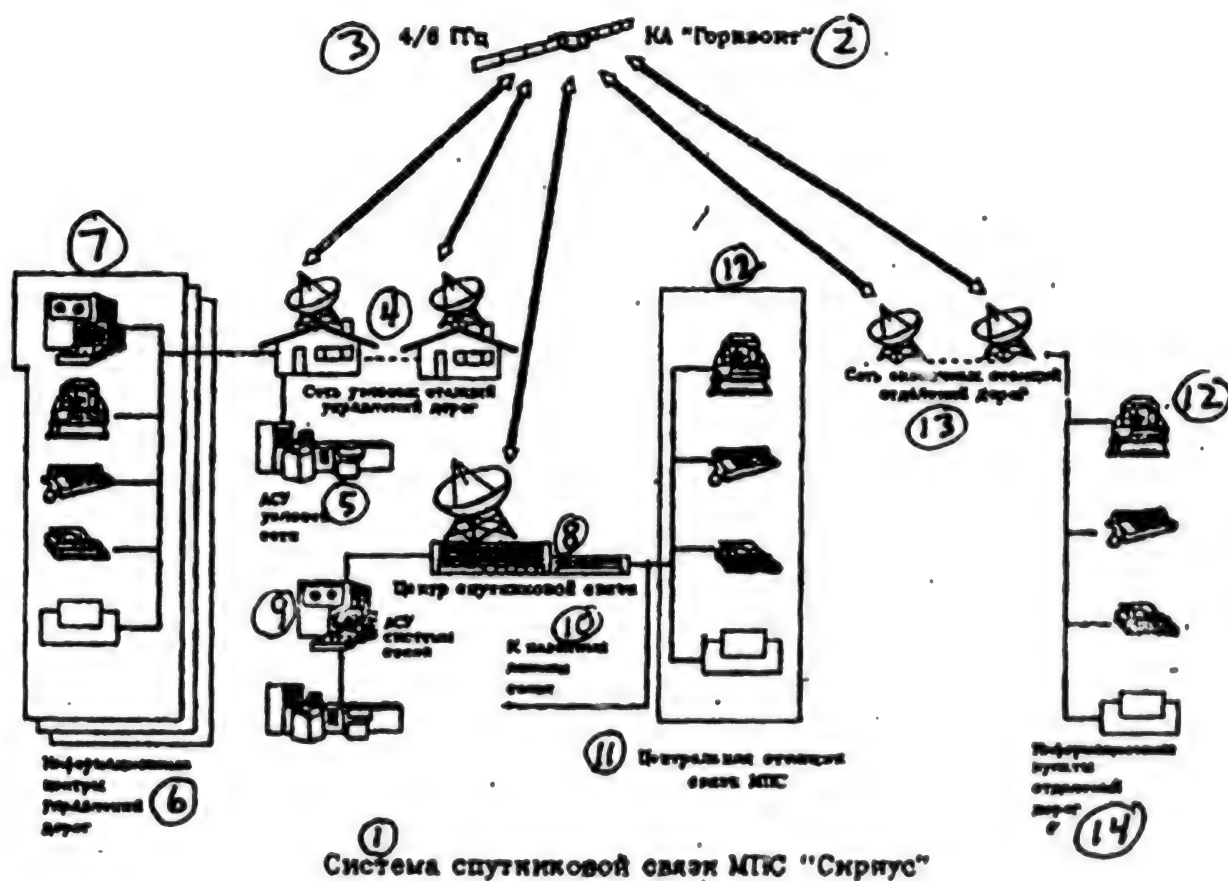 3 4/6 ГГц КА "Горизонт" 2
7
12
4
Сеть узловых станций
управлений дорог
Сеть оконечных станций
отделений дорог
12
13
АСУ
узловой
сети
5
8
Центр спутниковой связи
9
АСУ
системы
связи
10
К
линиям
связи
11 Центральная станция
связи МПС
Информационные
центры
управлений
дорог
6
Информационные
пункты
отделений
дорог
14
1
Система спутниковой связи МПС "Сириус"